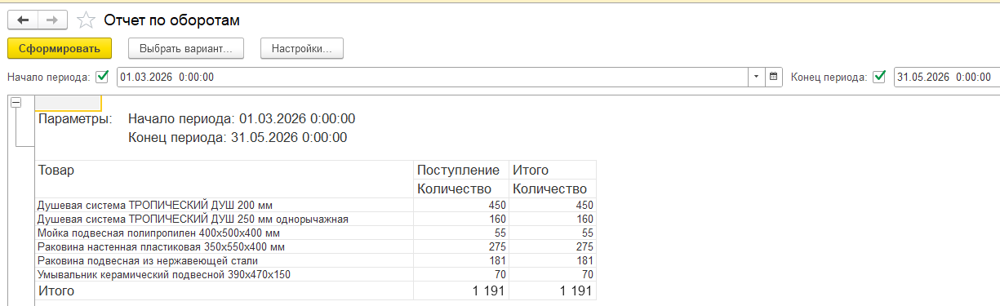 Отчет по оборотам
Сформировать Выбрать вариант... Настройки...
Начало периода: 01.03.2026 0:00:00 Конец периода: 31.05.2026 0:00:00
Параметры: Начало периода: 01.03.2026 0:00:00
Конец периода: 31.05.2026 0:00:00
Товар Поступление Итого
Количество Количество
Душевая система ТРОПИЧЕСКИЙ ДУШ 200 мм 450 450
Душевая система ТРОПИЧЕСКИЙ ДУШ 250 мм однорычажная 160 160
Мойка подвесная полипропилен 400х500х400 мм 55 55
Раковина настенная пластиковая 350х550х400 мм 275 275
Раковина подвесная из нержавеющей стали 181 181
Умывальник керамический подвесной 390х470х150 70 70
Итого 1 191 1 191